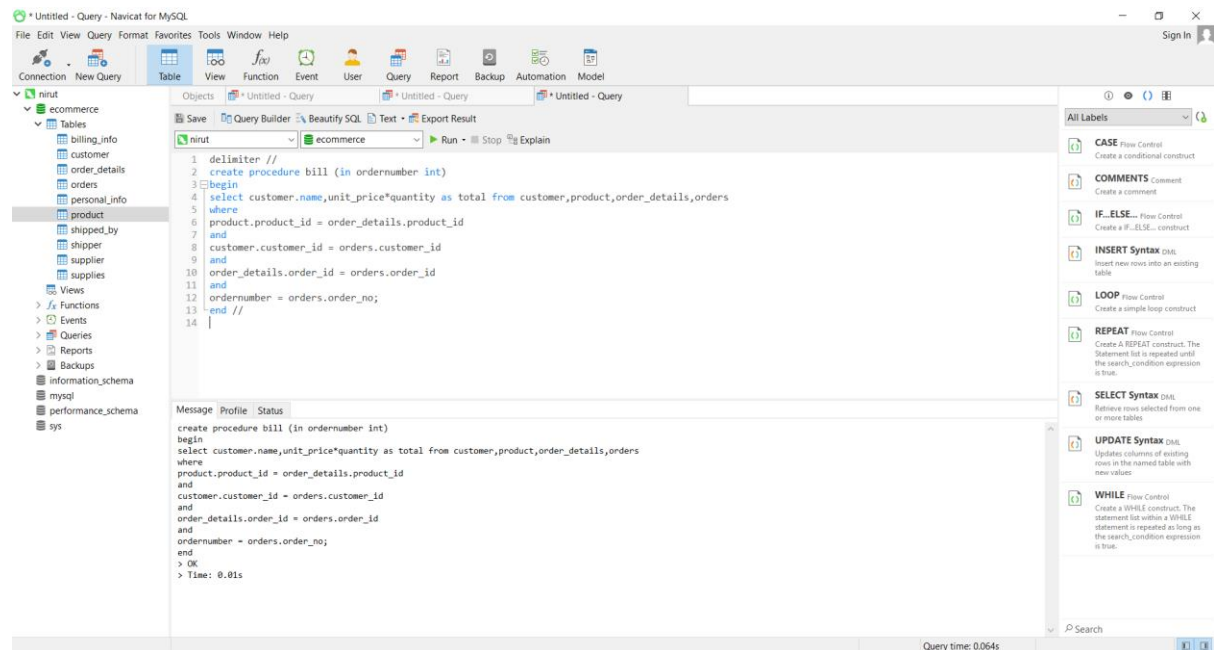 * Untitled - Query - Navicat for MySQL
File Edit View Query Format Favorites Tools Window Help
Sign In
Connection New Query Table View Function Event User Query Report Backup Automation Model
nirut
ecommerce
Tables
billing_info
customer
order_details
orders
personal_info
product
shipped_by
shipper
supplier
supplies
Views
Functions
Events
Queries
Reports
Backups
information_schema
mysql
performance_schema
sys
Objects * Untitled - Query * Untitled - Query * Untitled - Query
Save Query Builder Beautify SQL Text Export Result
nirut ecommerce Run Stop Explain
1 delimiter //
2 create procedure bill (in ordernumber int)
3 begin
4 select customer.name,unit_price*quantity as total from customer,product,order_details,orders
5 where
6 product.product_id = order_details.product_id
7 and
8 customer.customer_id = orders.customer_id
9 and
10 order_details.order_id = orders.order_id
11 and
12 ordernumber = orders.order_no;
13 end //
14
Message Profile Status
create procedure bill (in ordernumber int)
begin
select customer.name,unit_price*quantity as total from customer,product,order_details,orders
where
product.product_id = order_details.product_id
and
customer.customer_id = orders.customer_id
and
order_details.order_id = orders.order_id
and
ordernumber = orders.order_no;
end
> OK
> Time: 0.01s
All Labels
CASE Flow Control
Create a conditional construct
COMMENTS Comment
Create a comment
IF...ELSE... Flow Control
Create a IF...ELSE... construct
INSERT Syntax DML
Insert new rows into an existing
table
LOOP Flow Control
Create a simple loop construct
REPEAT Flow Control
Create A REPEAT construct. The
Statement list is repeated until
the search_condition expression
is true.
SELECT Syntax DML
Retrieve rows selected from one
or more tables
UPDATE Syntax DML
Updates columns of existing
rows in the named table with
new values
WHILE Flow Control
Create a WHILE construct. The
statement list within a WHILE
statement is repeated as long as
the search_condition expression
is true.
Search
Query time: 0.064s